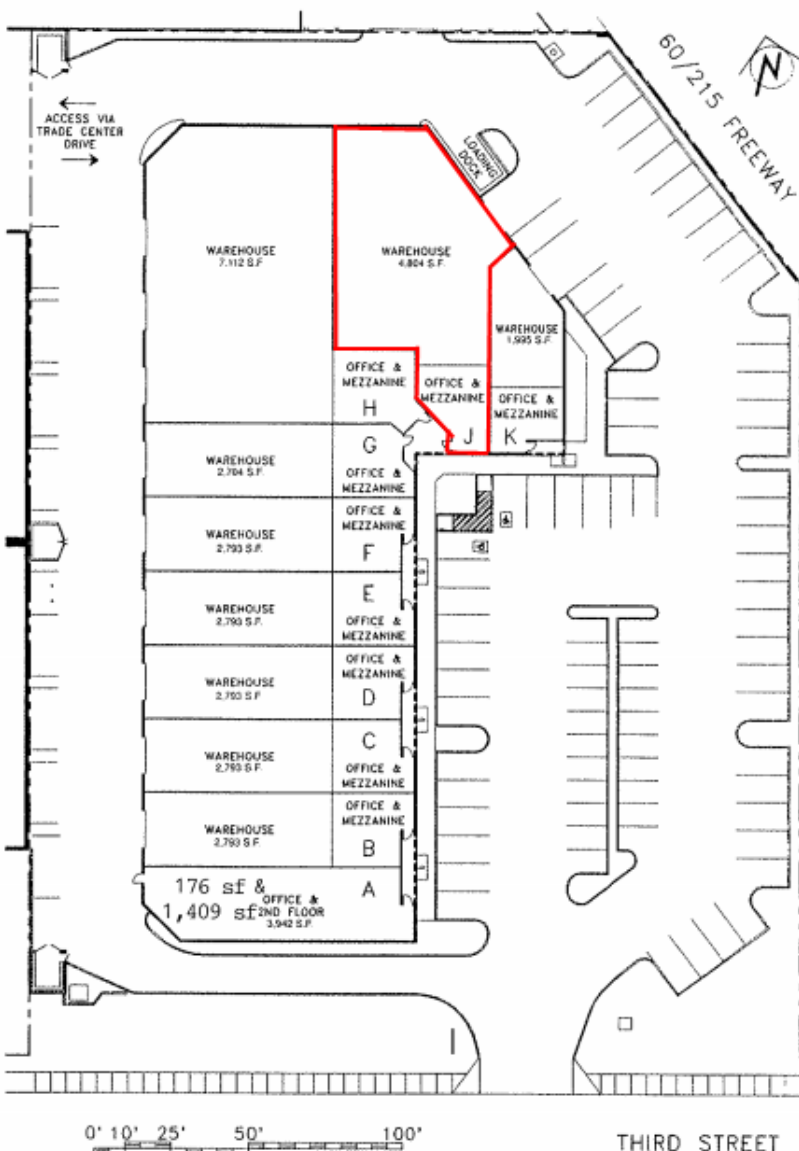 60/215 FREEWAY
N
ACCESS VIA
TRADE CENTER
DRIVE
LOADING
DOCK
WAREHOUSE
7,112 S.F
WAREHOUSE
4,804 S.F.
WAREHOUSE
1,995 S.F.
OFFICE &
MEZZANINE
H
OFFICE &
MEZZANINE
J
OFFICE &
MEZZANINE
K
G
WAREHOUSE
2,704 S.F.
OFFICE &
MEZZANINE
OFFICE &
MEZZANINE
WAREHOUSE
2,793 S.F.
F
E
WAREHOUSE
2,793 S.F.
OFFICE &
MEZZANINE
OFFICE &
MEZZANINE
WAREHOUSE
2,793 S.F
D
C
WAREHOUSE
2,793 S.F.
OFFICE &
MEZZANINE
OFFICE &
MEZZANINE
WAREHOUSE
2,793 S.F
B
A
176 sf &
1,409 sf
OFFICE &
2ND FLOOR
3,942 S.F.
0' 10' 25' 50' 100'
THIRD STREET